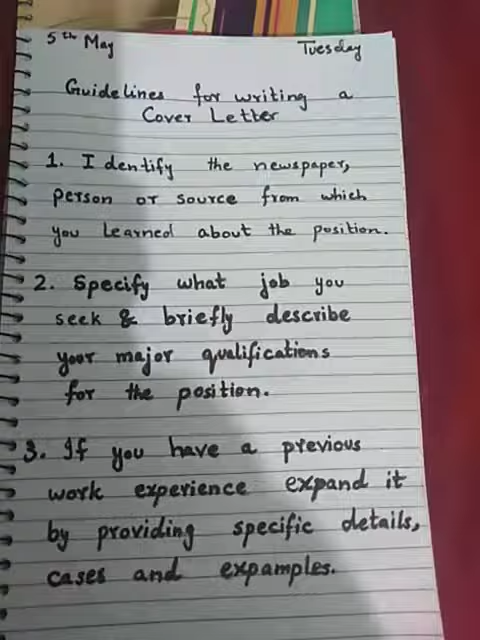 5th May Tuesday
Guidelines for writing a
Cover Letter
1. Identify the newspaper,
person or source from which
you learned about the position.
2. Specify what job you
seek & briefly describe
your major qualifications
for the position.
3. If you have a previous
work experience expand it
by providing specific details,
cases and expamples.